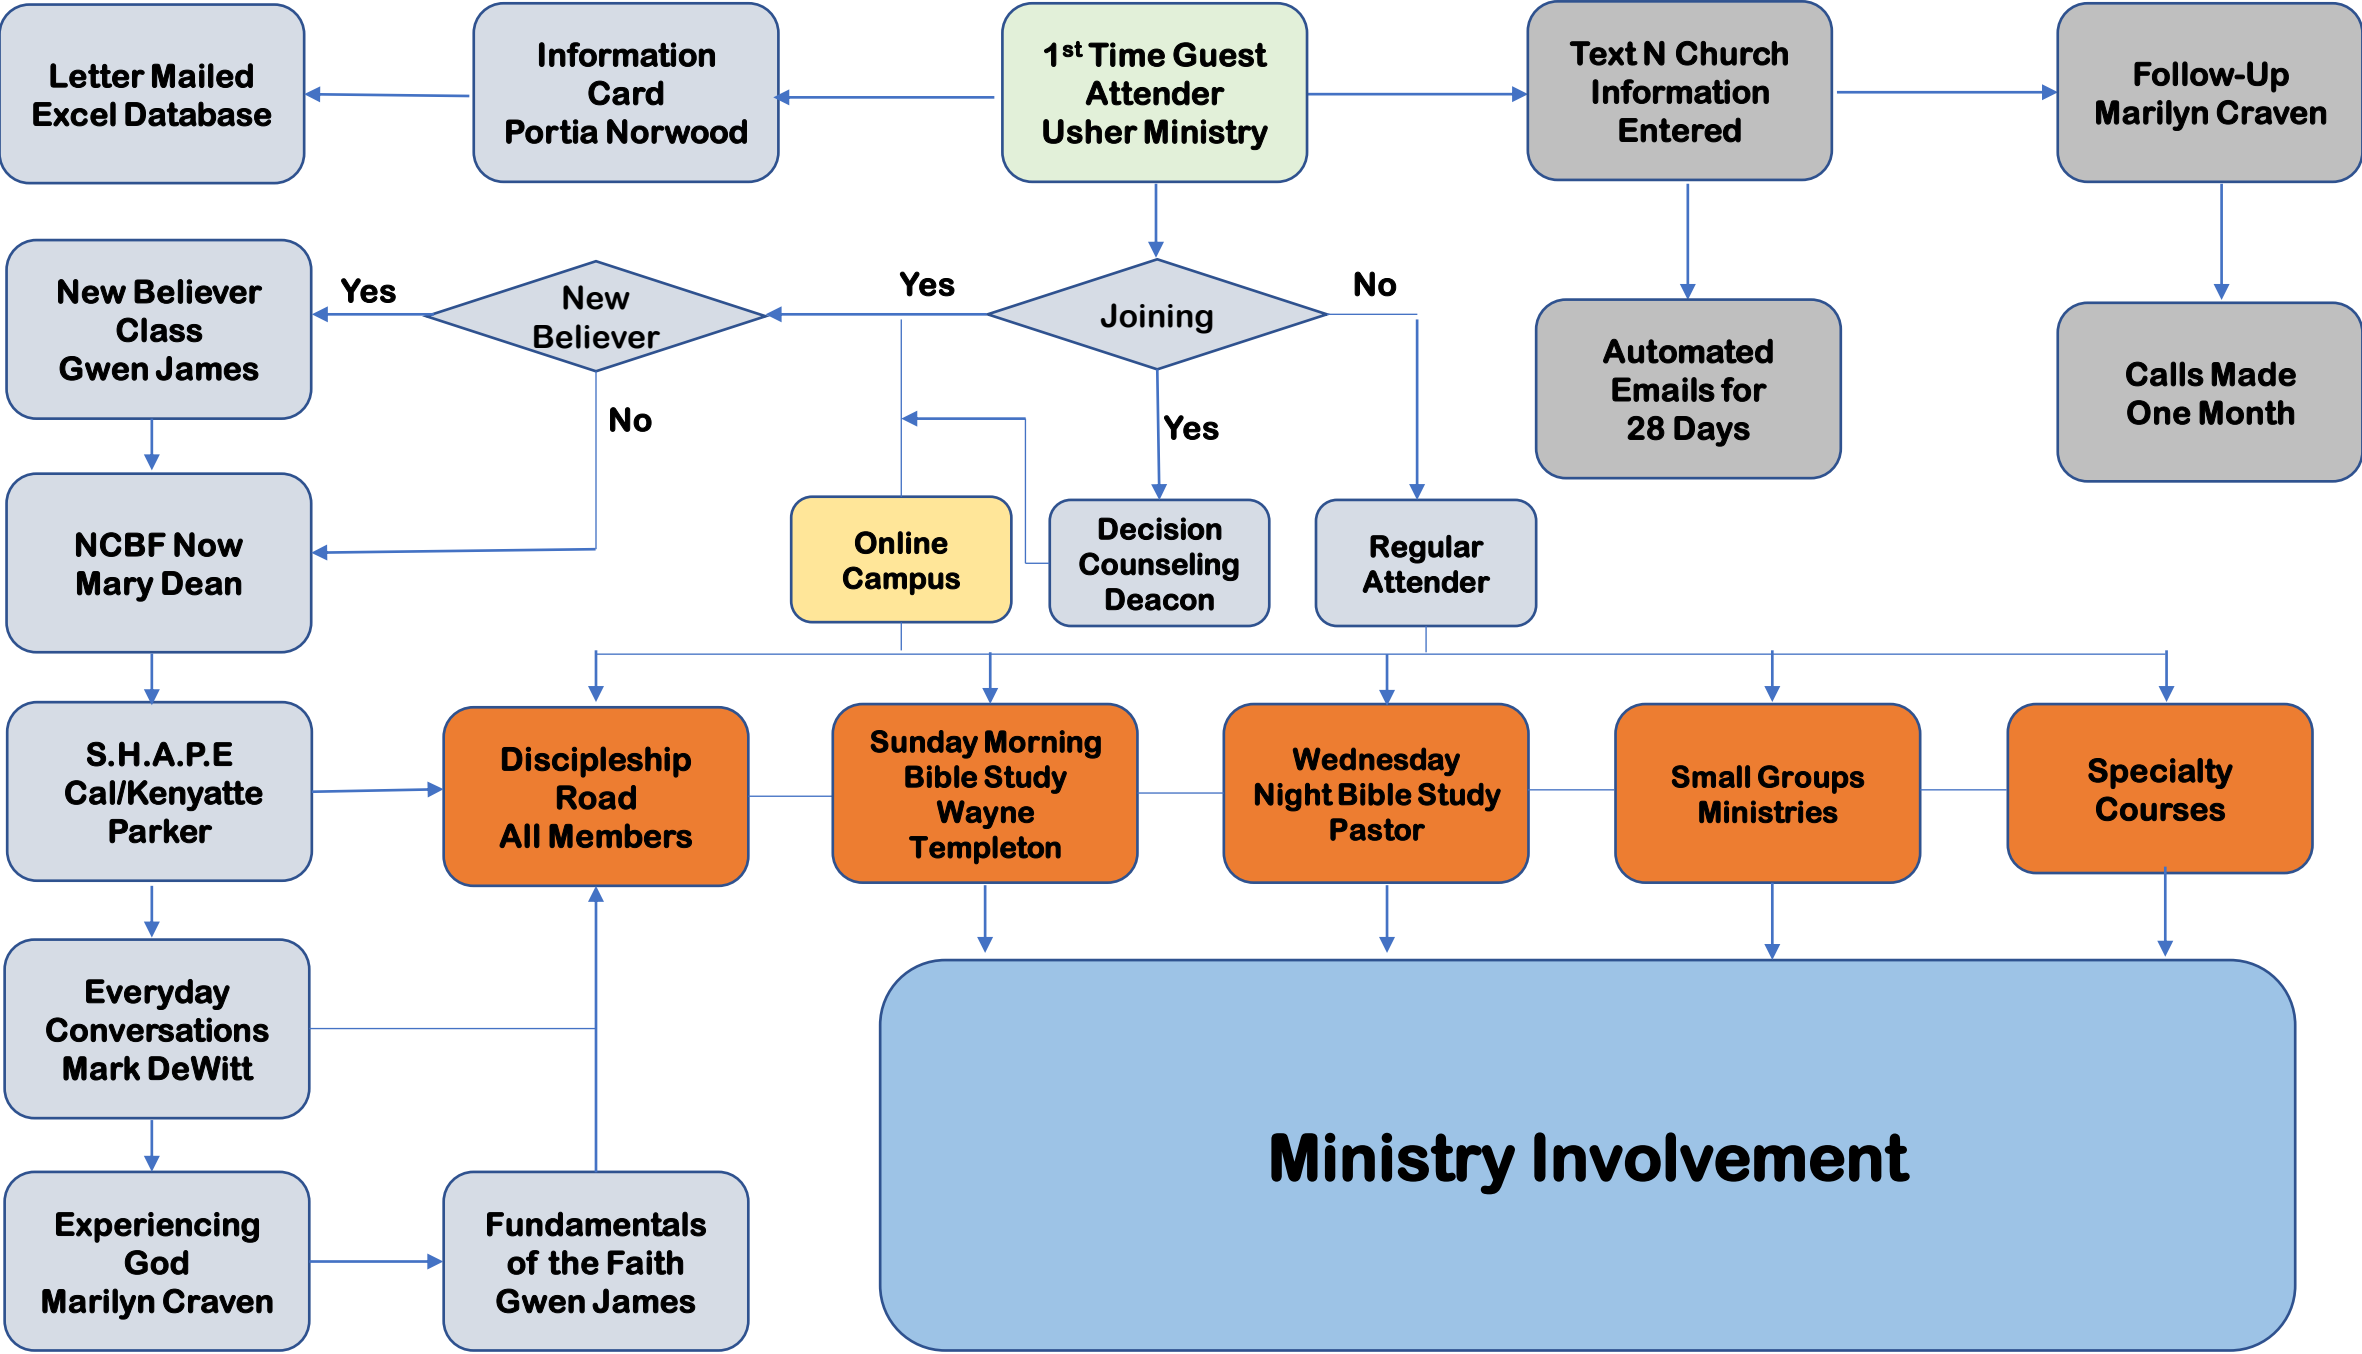 Letter Mailed
Excel Database
Information
Card
Portia Norwood
1st Time Guest
Attender
Usher Ministry
Text N Church
Information
Entered
Follow-Up
Marilyn Craven
New Believer
Class
Gwen James
Yes
New
Believer
Yes
Joining
No
Automated
Emails for
28 Days
Calls Made
One Month
No
Yes
NCBF Now
Mary Dean
Online
Campus
Decision
Counseling
Deacon
Regular
Attender
S.H.A.P.E
Cal/Kenyatte
Parker
Discipleship
Road
All Members
Sunday Morning
Bible Study
Wayne
Templeton
Wednesday
Night Bible Study
Pastor
Small Groups
Ministries
Specialty
Courses
Everyday
Conversations
Mark DeWitt
Ministry Involvement
Experiencing
God
Marilyn Craven
Fundamentals
of the Faith
Gwen James